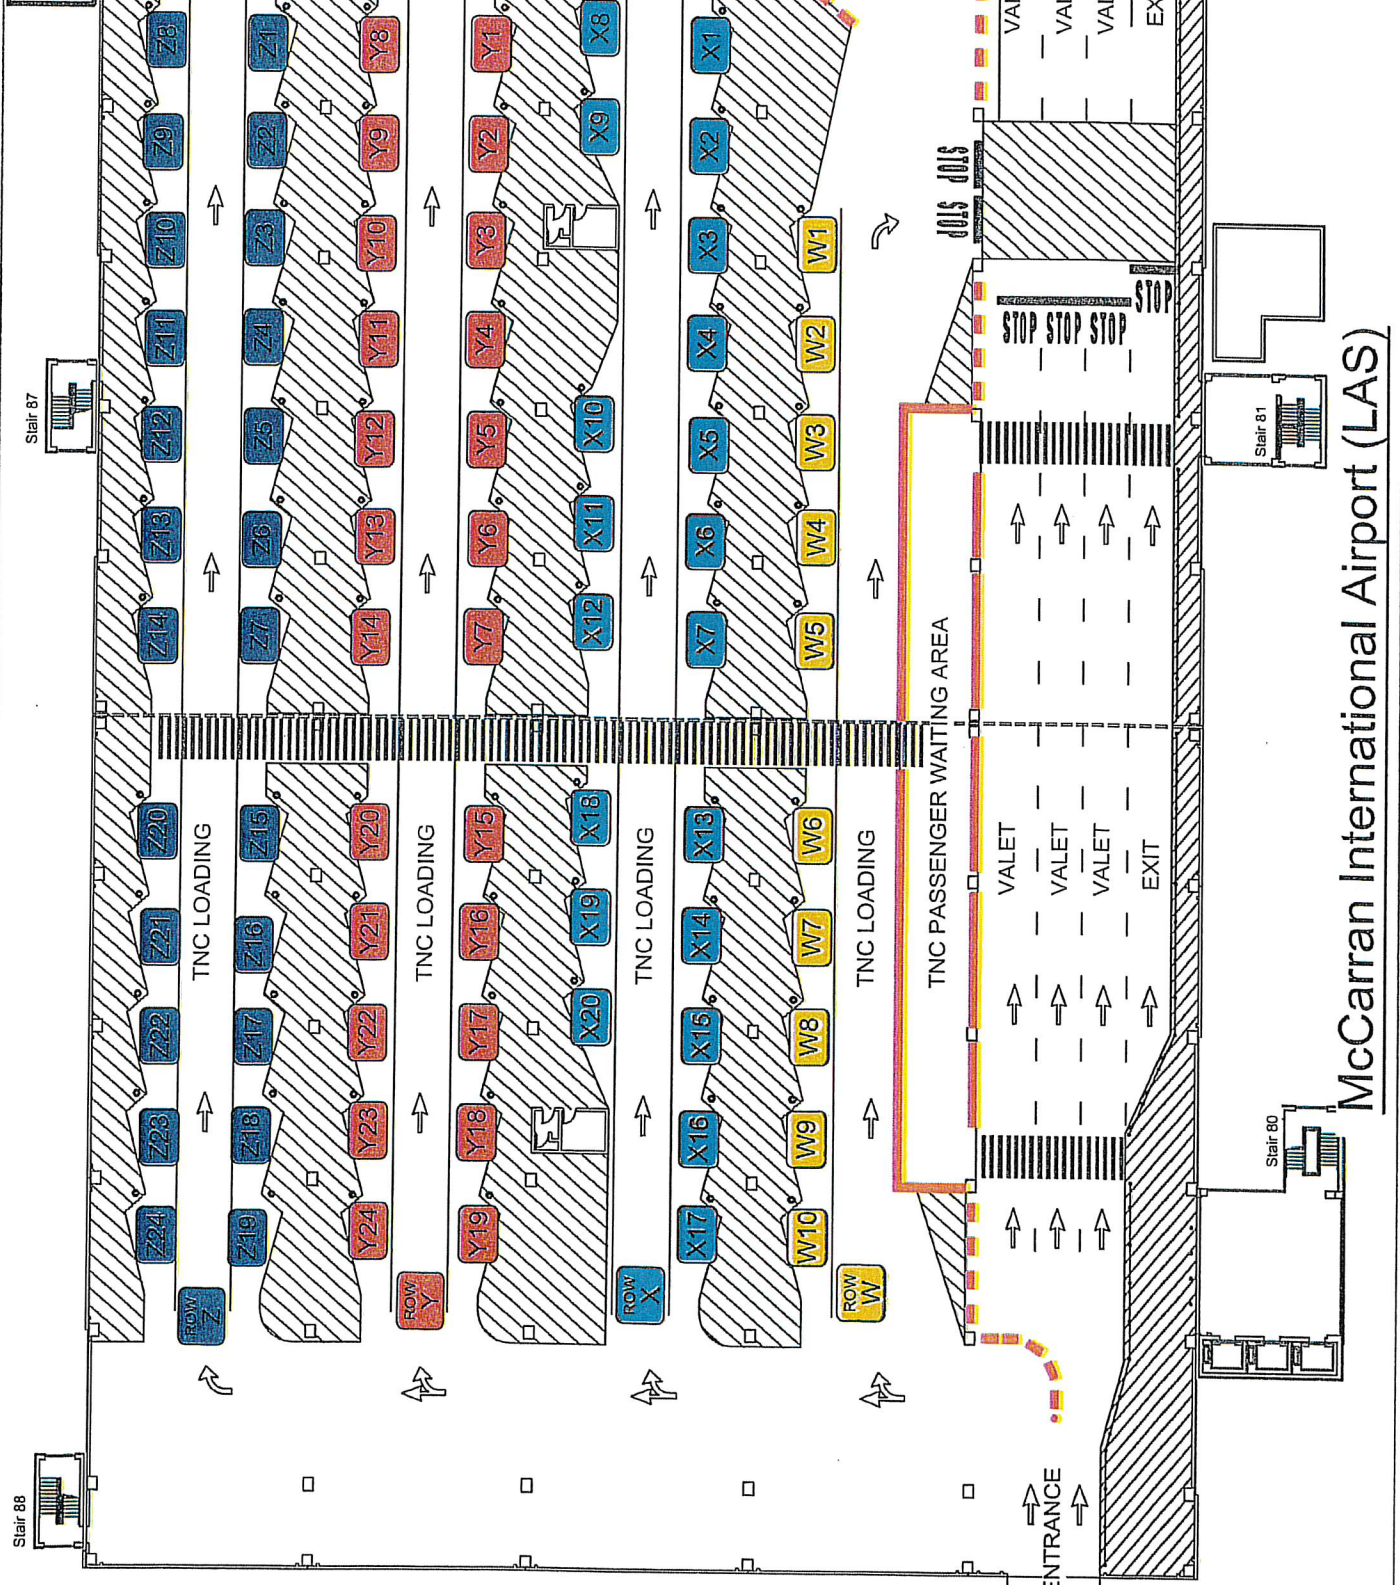 Stair 88
Stair 87
Z24 Z23 Z22 Z21 Z20 Z14 Z13 Z12 Z11 Z10 Z9 Z8
ROW Z
TNC LOADING
Z19 Z18 Z17 Z16 Z15 Z7 Z6 Z5 Z4 Z3 Z2 Z1
Y24 Y23 Y22 Y21 Y20 Y14 Y13 Y12 Y11 Y10 Y9 Y8
ROW Y
TNC LOADING
Y19 Y18 Y17 Y16 Y15 Y7 Y6 Y5 Y4 Y3 Y2 Y1
X20 X19 X18 X12 X11 X10 X9 X8
ROW X
TNC LOADING
X17 X16 X15 X14 X13 X7 X6 X5 X4 X3 X2 X1
W10 W9 W8 W7 W6 W5 W4 W3 W2 W1
ROW W
TNC LOADING
TNC PASSENGER WAITING AREA
STOP STOP
VALET
STOP
VALET
STOP
VALET
STOP
EXIT
STOP
ENTRANCE
Stair 80
Stair 81
McCarran International Airport (LAS)